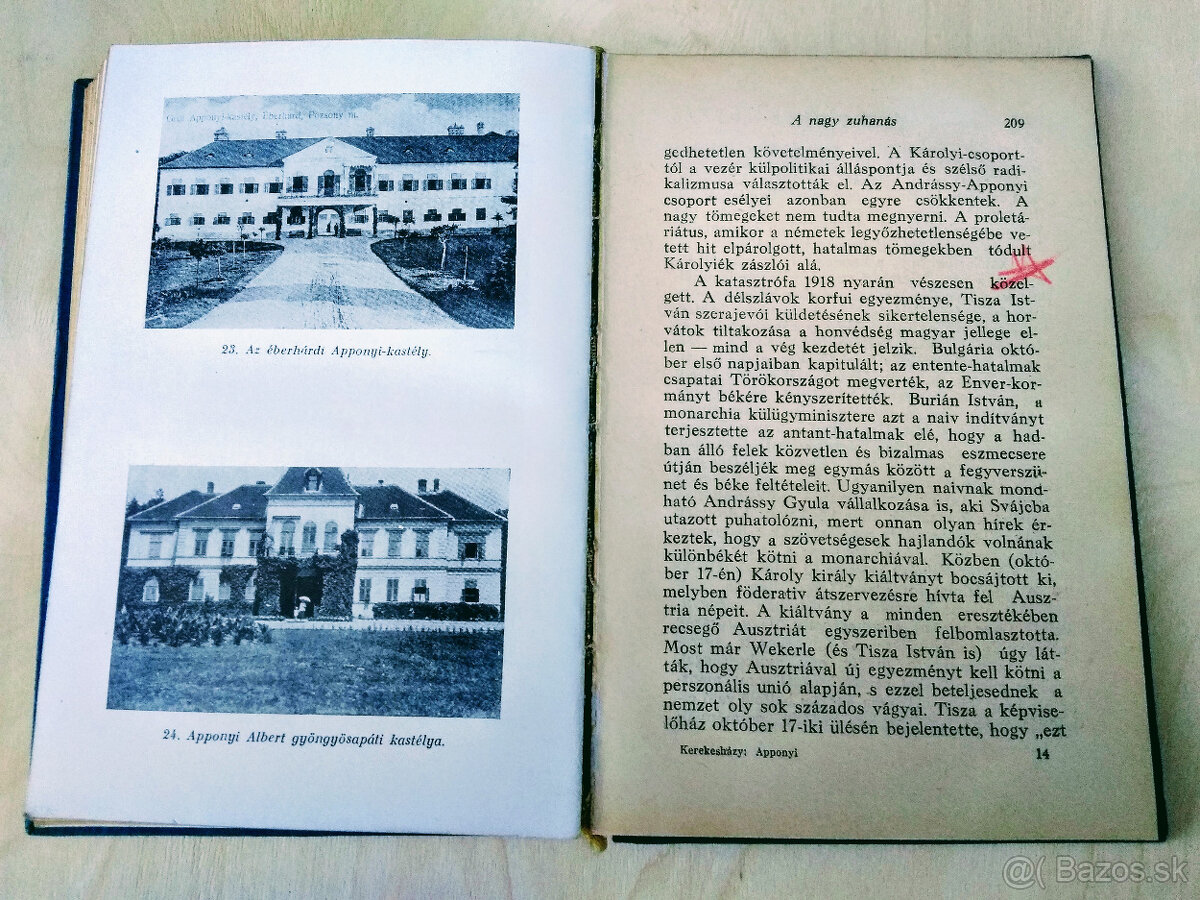 Gróf Apponyi-kastély, Eberhard, Pozsony m.
23. Az éberhárdi Apponyi-kastély.
24. Apponyi Albert gyöngyösapáti kastélya.
A nagy zuhanás 209
gedhetetlen követelményeivel. A Károlyi-csoport-
tól a vezér külpolitikai álláspontja és szélső radi-
kalizmusa választották el. Az Andrássy-Apponyi
csoport esélyei azonban egyre csökkentek. A
nagy tömegeket nem tudta megnyerni. A proletá-
riátus, amikor a németek legyőzhetetlenségébe ve-
tett hit elpárolgott, hatalmas tömegekben tódult
Károlyiék zászlói alá.
A katasztrófa 1918 nyarán vészesen közel-
gett. A délszlávok korfui egyezménye, Tisza Ist-
ván szerajevói küldetésének sikertelensége, a hor-
vátok tiltakozása a honvédség magyar jellege el-
len — mind a vég kezdetét jelzik. Bulgária októ-
ber első napjaiban kapitulált; az entente-hatalmak
csapatai Törökországot megverték, az Enver-kor-
mányt békére kényszerítették. Burián István, a
monarchia külügyminisztere azt a naiv indítványt
terjesztette az antant-hatalmak elé, hogy a had-
ban álló felek közvetlen és bizalmas eszmecsere
útján beszéljék meg egymás között a fegyverszü-
net és béke feltételeit. Ugyanilyen naivnak mond-
ható Andrássy Gyula vállalkozása is, aki Svájcba
utazott puhatolózni, mert onnan olyan hírek ér-
keztek, hogy a szövetségesek hajlandók volnának
különbékét kötni a monarchiával. Közben (októ-
ber 17-én) Károly király kiáltványt bocsájtott ki,
melyben föderativ átszervezésre hívta fel Ausz-
tria népeit. A kiáltvány a minden eresztékében
recsegő Ausztriát egyszeriben felbomlasztotta.
Most már Wekerle (és Tisza István is) úgy lát-
ták, hogy Ausztriával új egyezményt kell kötni a
perszonális unió alapján, s ezzel beteljesednek a
nemzet oly sok százados vágyai. Tisza a képvise-
lőház október 17-iki ülésén bejelentette, hogy „ezt
Kerekesházy: Apponyi 14
@( Bazos.sk